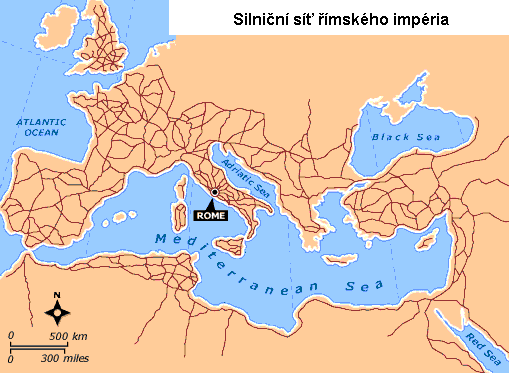 Silniční síť římského impéria
ATLANTIC
OCEAN
Black Sea
Adriatic Sea
ROME
Mediterranean Sea
N
0 500 km
0 300 miles
Red Sea